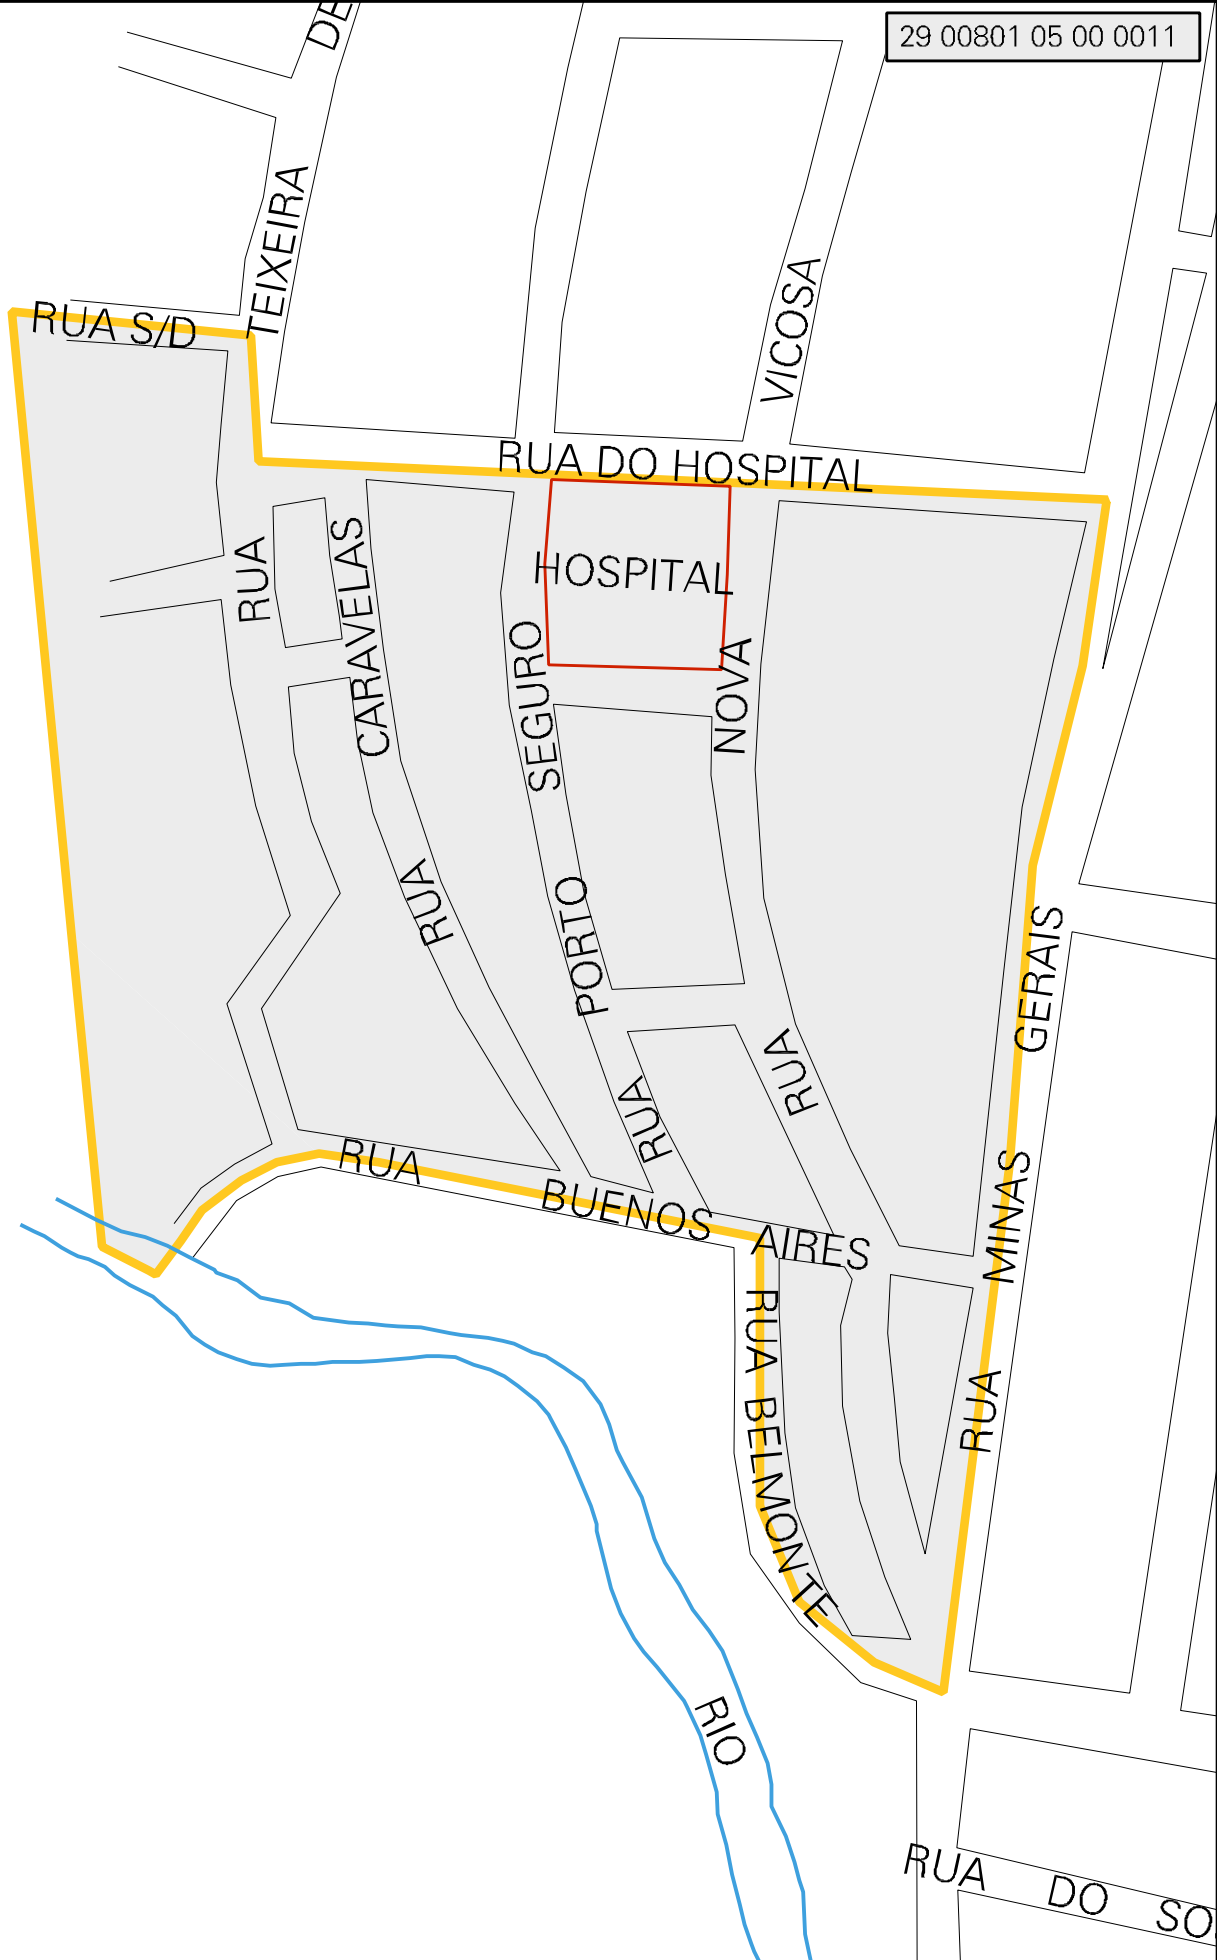 DE
29 00801 05 00 0011
TEIXEIRA
VICOSA
RUA S/D
RUA DO HOSPITAL
HOSPITAL
RUA
CARAVELAS
SEGURO
NOVA
RUA
PORTO
GERAIS
RUA
RUA
RUA
BUENOS
AIRES
MINAS
RUA BELMONTE
RUA
RIO
RUA DO SO